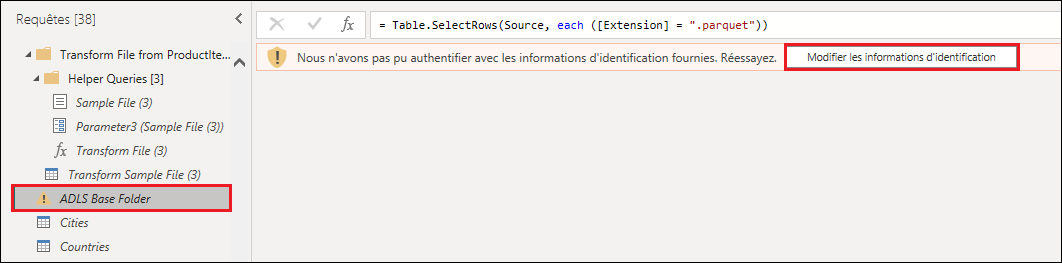 Requêtes [38]
= Table.SelectRows(Source, each ([Extension] = ".parquet"))
Nous n'avons pas pu authentifier avec les informations d'identification fournies. Réessayez.
Modifier les informations d'identification
Transform File from ProductIte...
Helper Queries [3]
Sample File (3)
Parameter3 (Sample File (3))
fx Transform File (3)
Transform Sample File (3)
ADLS Base Folder
Cities
Countries